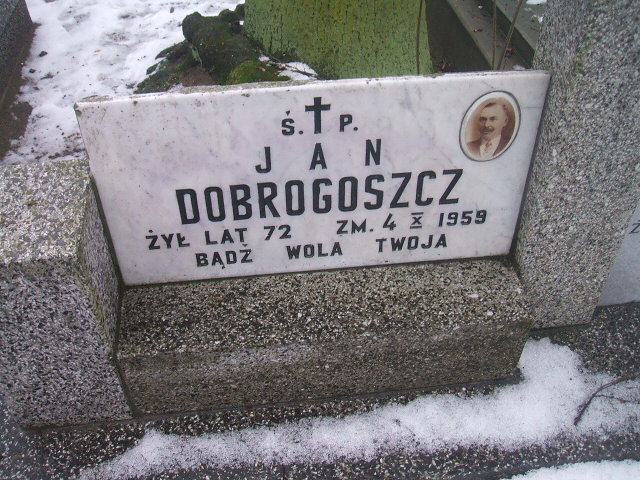 Ś. † P.
JAN
DOBROGOSZCZ
ŻYŁ LAT 72 ZM. 4 X 1959
BĄDŹ WOLA TWOJA